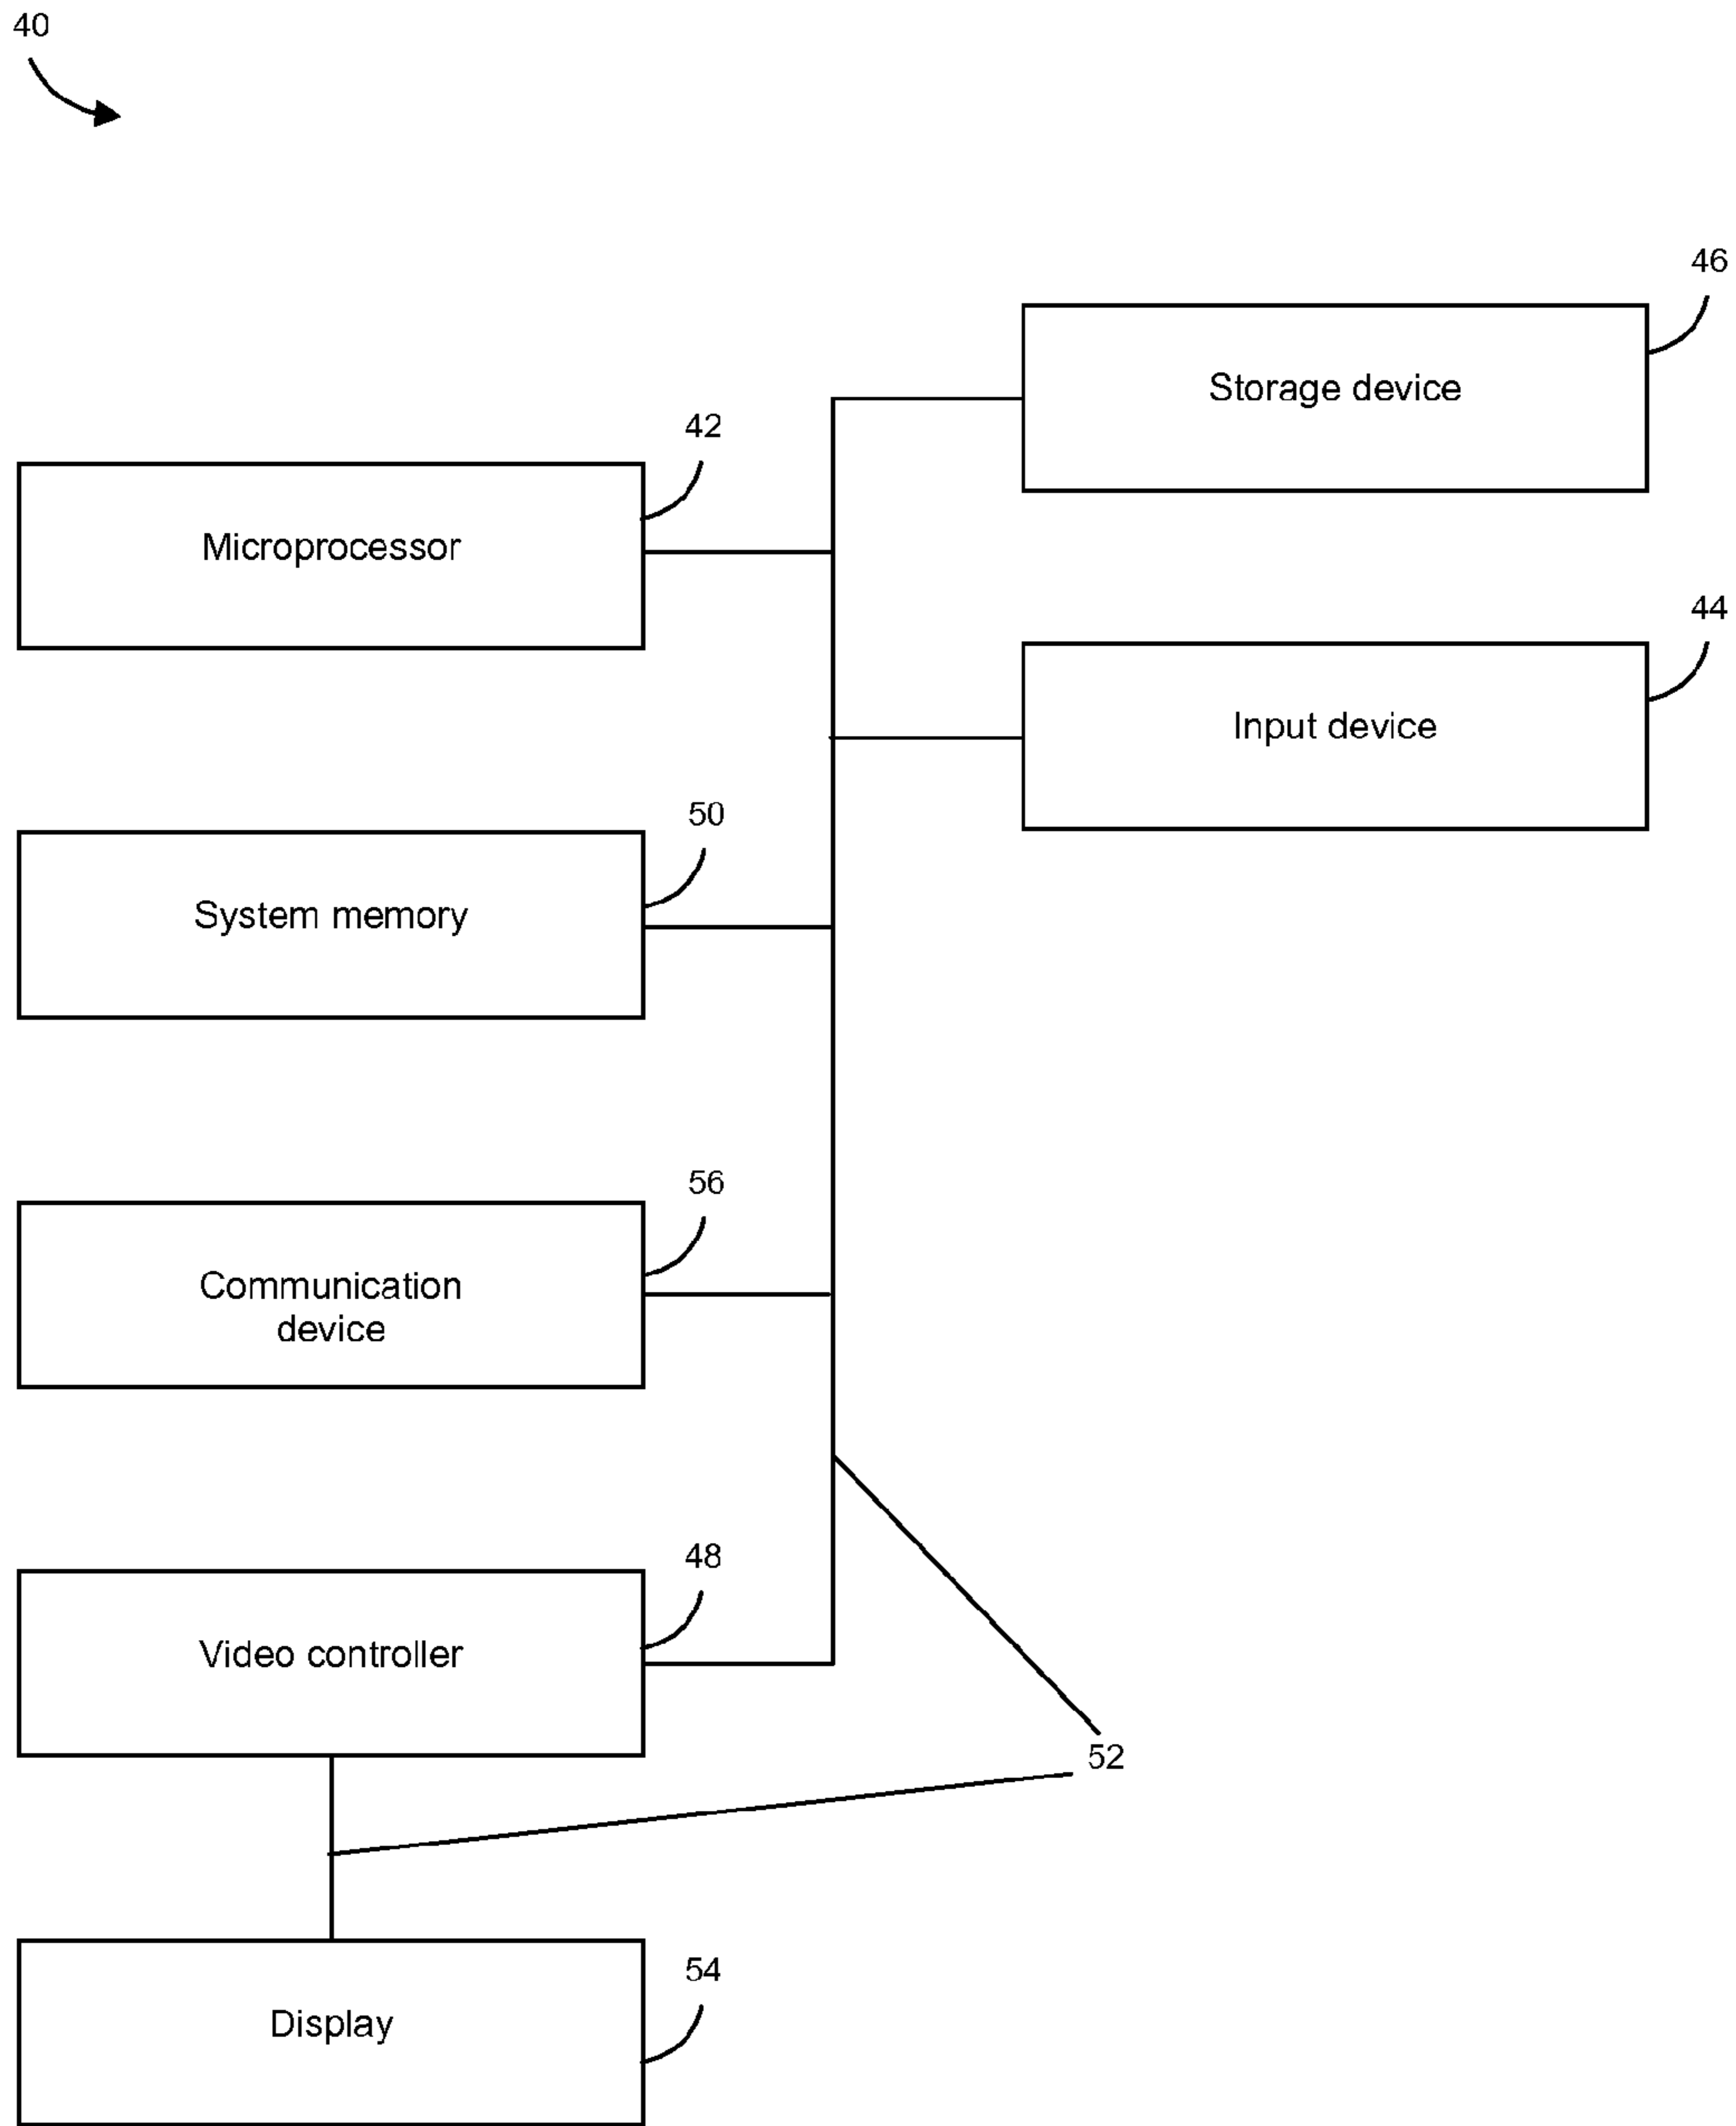 40
46
Storage device
42
Microprocessor
44
Input device
50
System memory
56
Communication
device
48
Video controller
52
54
Display